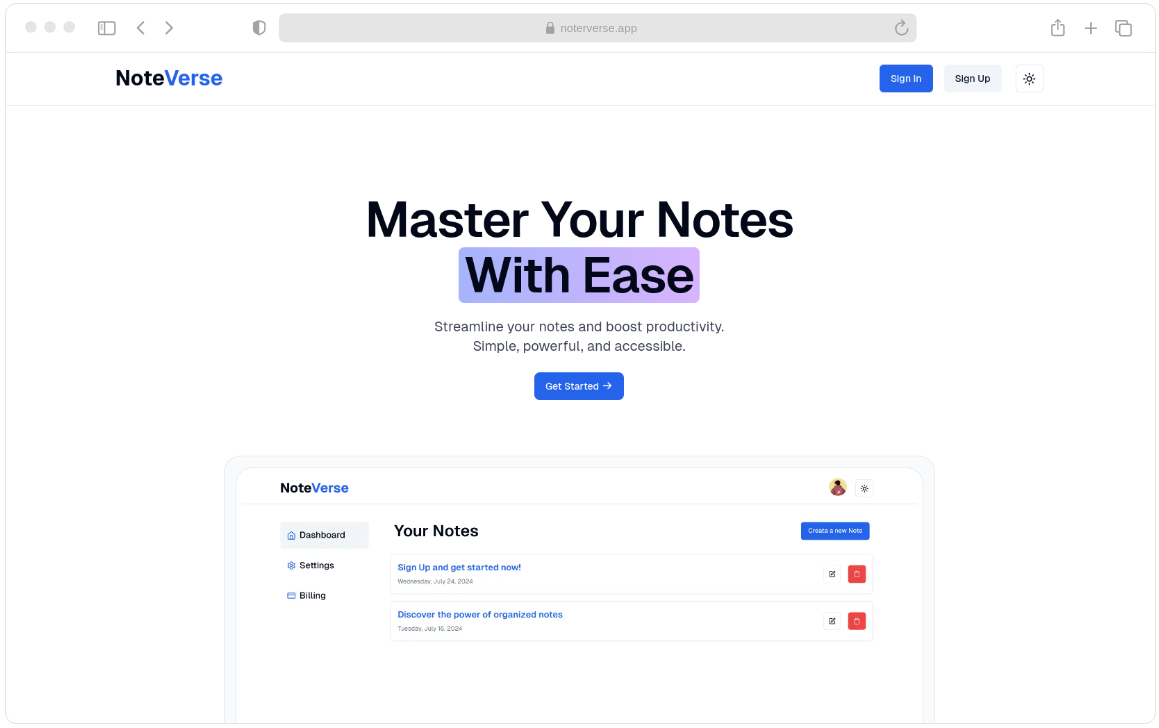 noterverse.app
NoteVerse
Sign In
Sign Up
Master Your Notes
With Ease
Streamline your notes and boost productivity.
Simple, powerful, and accessible.
Get Started →
NoteVerse
Dashboard
Settings
Billing
Your Notes
Creata a new Note
Sign Up and get started now!
Wednesday, July 24, 2024
Discover the power of organized notes
Tuesday, July 16, 2024